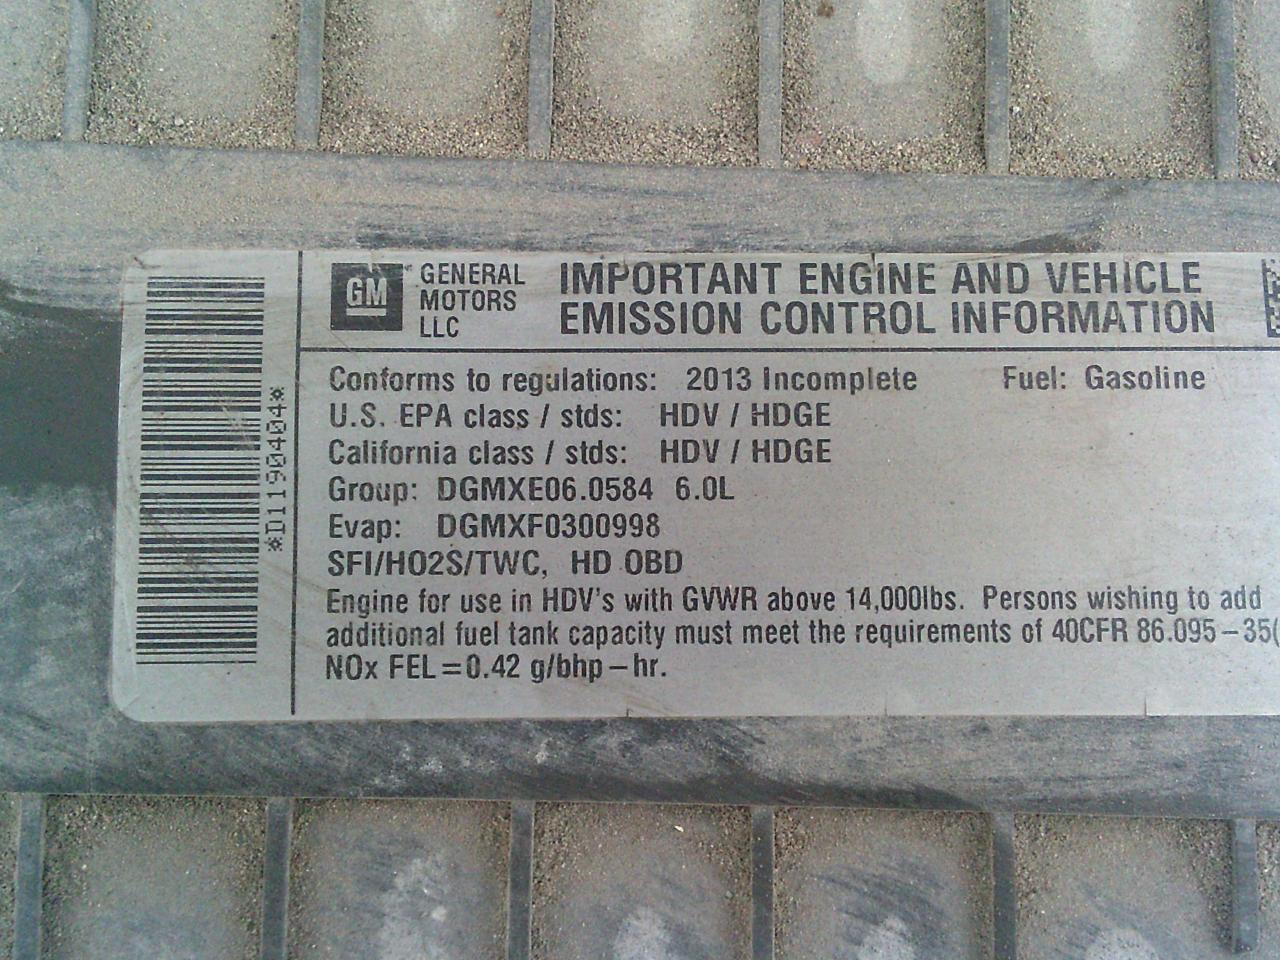 GM GENERAL MOTORS LLC
IMPORTANT ENGINE AND VEHICLE
EMISSION CONTROL INFORMATION
*D1190404*
Conforms to regulations: 2013 Incomplete Fuel: Gasoline
U.S. EPA class / stds: HDV / HDGE
California class / stds: HDV / HDGE
Group: DGMXE06.0584 6.0L
Evap: DGMXF0300998
SFI/HO2S/TWC, HD OBD
Engine for use in HDV's with GVWR above 14,000lbs. Persons wishing to add
additional fuel tank capacity must meet the requirements of 40CFR 86.095-35(
NOx FEL=0.42 g/bhp-hr.